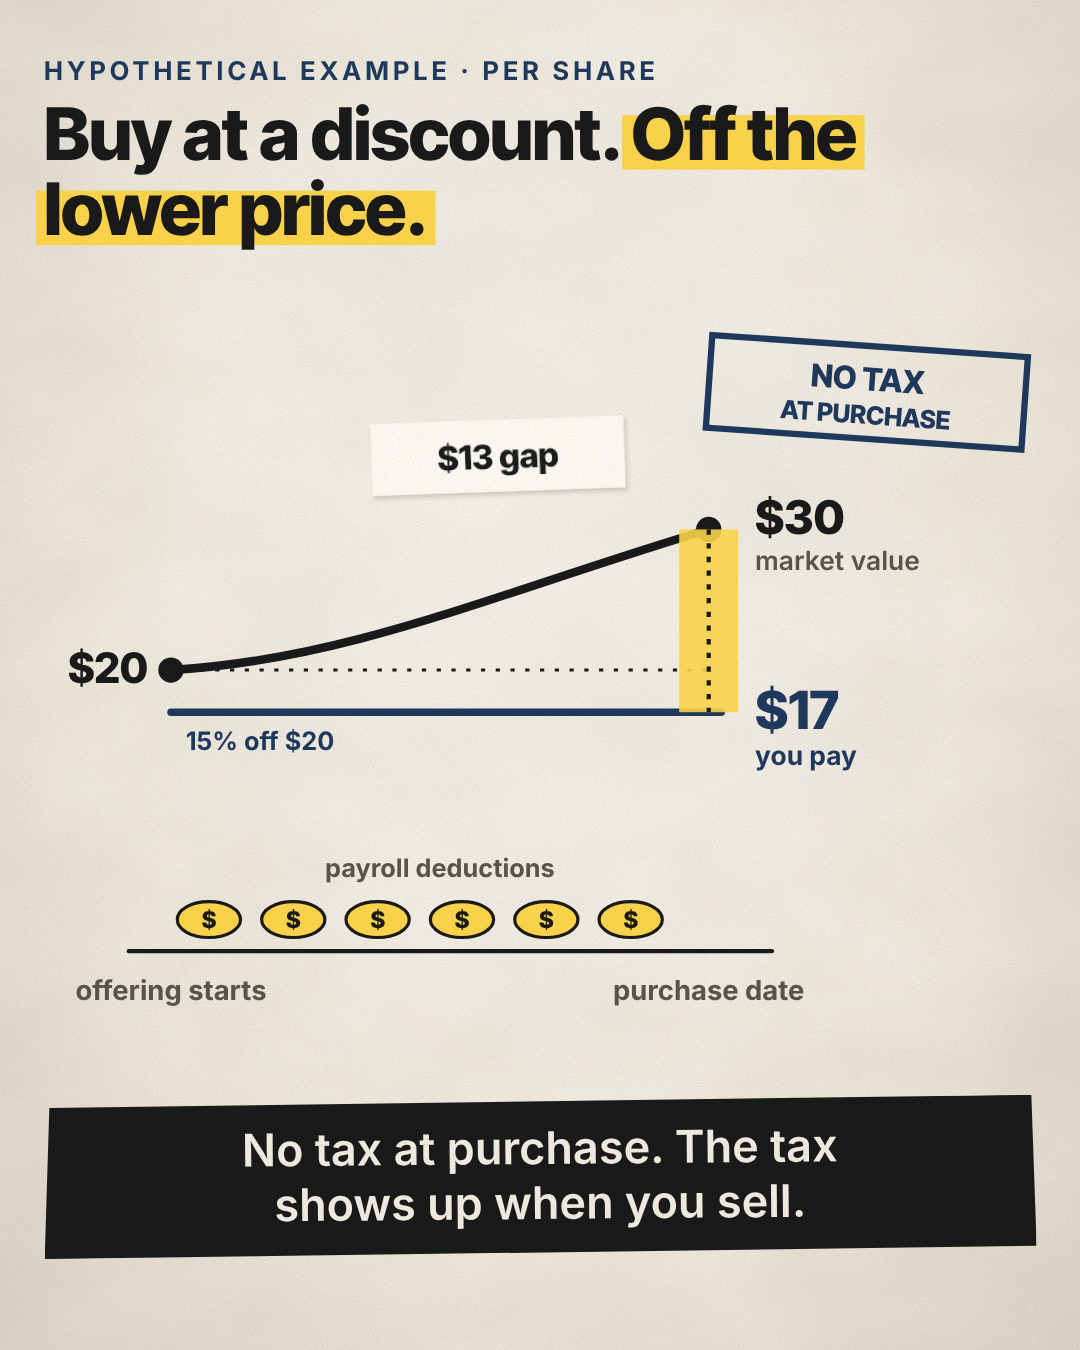 HYPOTHETICAL EXAMPLE · PER SHARE
Buy at a discount. Off the
lower price.
NO TAX
AT PURCHASE
$13 gap
$30
market value
$20
$17
you pay
15% off $20
payroll deductions
$ $ $ $ $ $
offering starts
purchase date
No tax at purchase. The tax
shows up when you sell.